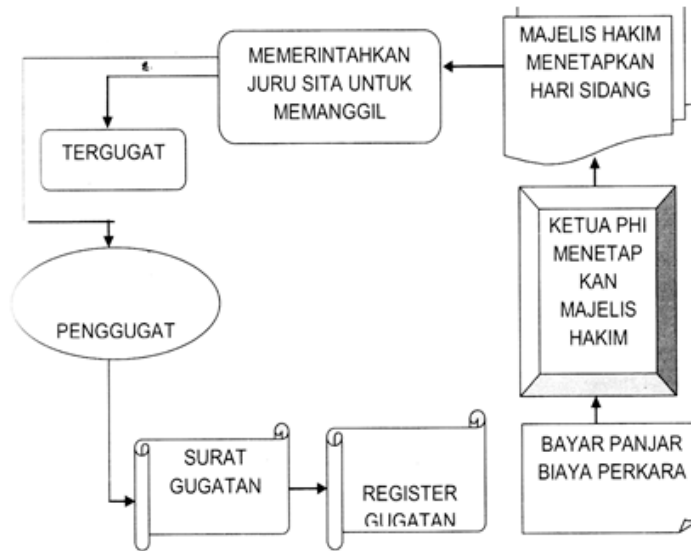 MEMERINTAHKAN
JURU SITA UNTUK
MEMANGGIL
MAJELIS HAKIM
MENETAPKAN
HARI SIDANG
TERGUGAT
KETUA PHI
MENETAP
KAN
MAJELIS
HAKIM
PENGGUGAT
SURAT
GUGATAN
REGISTER
GUGATAN
BAYAR PANJAR
BIAYA PERKARA